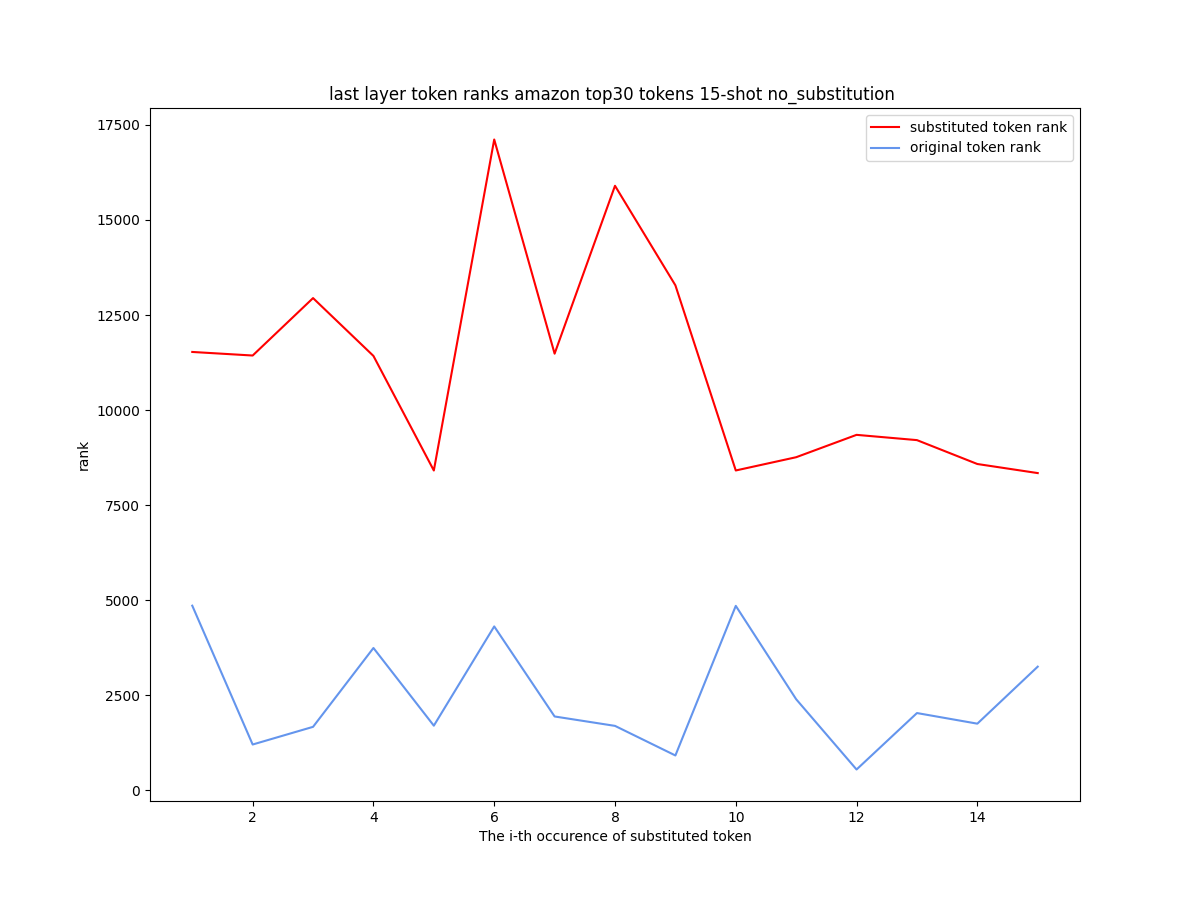 last layer token ranks amazon top30 tokens 15-shot no_substitution
substituted token rank
original token rank
17500
15000
12500
10000
7500
5000
2500
0
rank
2 4 6 8 10 12 14
The i-th occurence of substituted token